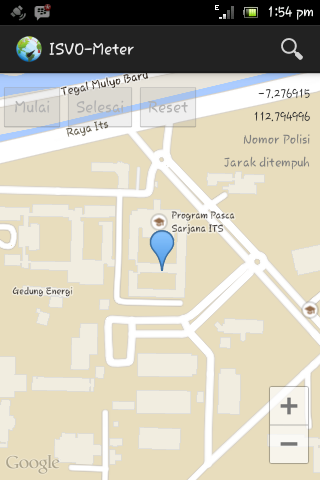 E
1:54 pm
ISVO-Meter
Tegal Mulyo Baru
Mulai
Selesai
Reset
-7,276915
112,794996
Raya Its
Nomor Polisi
Jarak ditempuh
Program Pasca
Sarjana ITS
Gedung Energi
+
−
Google